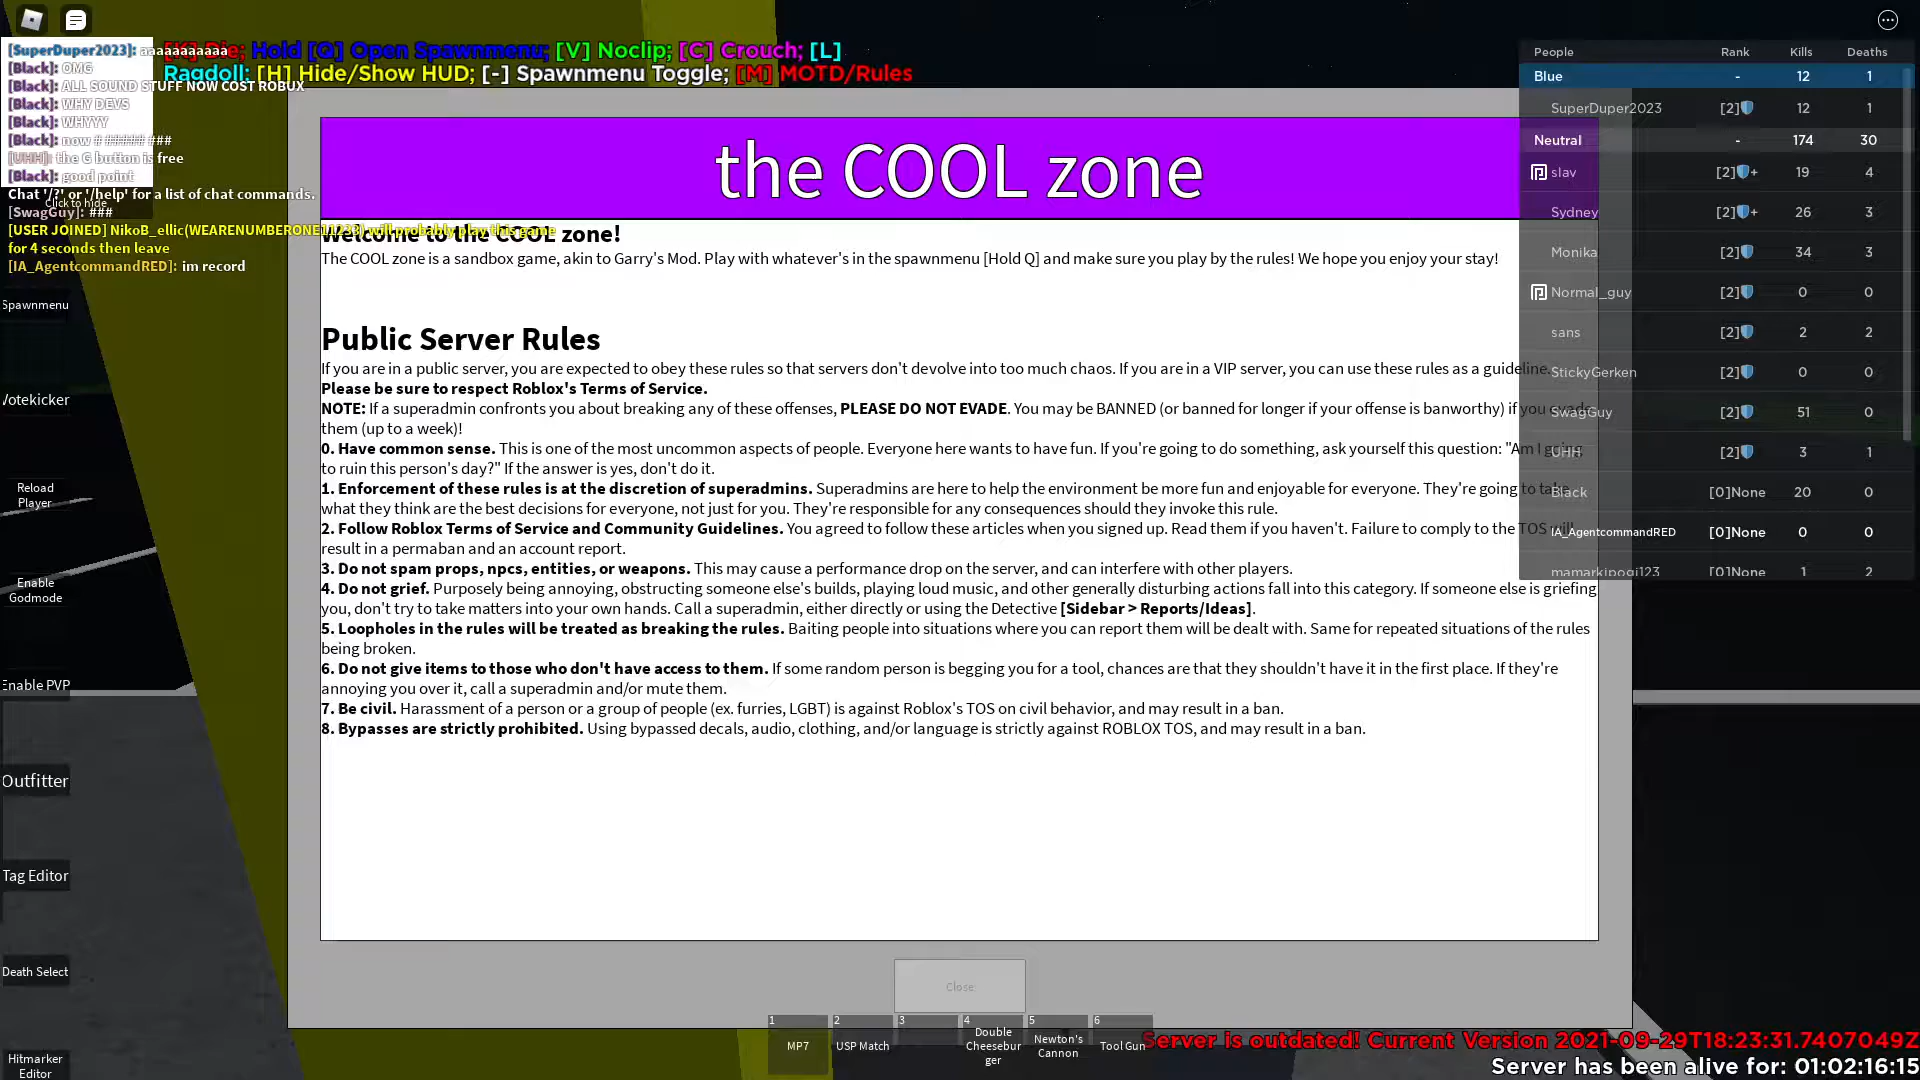 [K] Die; Hold [Q] Open Spawnmenu; [V] Noclip; [C] Crouch; [L]
Ragdoll; [H] Hide/Show HUD; [-] Spawnmenu Toggle; [M] MOTD/Rules
[SuperDuper2023]: aaaaaaaaaaa
[Black]: OMG
[Black]: ALL SOUND STUFF NOW COST ROBUX
[Black]: WHY DEVS
[Black]: WHYYY
[Black]: now # ##### ###
[UHH]: the G button is free
[Black]: good point
Chat '/?' or '/help' for a list of chat commands.
Click to hide
[SwagGuy]: ###
[USER JOINED] NikoB_ellic(WEARENUMBERONE11233) will probably play this game
for 4 seconds then leave
[IA_AgentcommandRED]: im record
Spawnmenu
Votekicker
Reload
Player
Enable
Godmode
Enable PVP
Outfitter
Tag Editor
Death Select
Hitmarker
Editor
the COOL zone
Welcome to the COOL zone!
The COOL zone is a sandbox game, akin to Garry's Mod. Play with whatever's in the spawnmenu [Hold Q] and make sure you play by the rules! We hope you enjoy your stay!
Public Server Rules
If you are in a public server, you are expected to obey these rules so that servers don't devolve into too much chaos. If you are in a VIP server, you can use these rules as a guideline.
Please be sure to respect Roblox's Terms of Service.
NOTE: If a superadmin confronts you about breaking any of these offenses, PLEASE DO NOT EVADE. You may be BANNED (or banned for longer if your offense is banworthy) if you evade
them (up to a week)!
0. Have common sense. This is one of the most uncommon aspects of people. Everyone here wants to have fun. If you're going to do something, ask yourself this question: "Am I going
to ruin this person's day?" If the answer is yes, don't do it.
1. Enforcement of these rules is at the discretion of superadmins. Superadmins are here to help the environment be more fun and enjoyable for everyone. They're going to take
what they think are the best decisions for everyone, not just for you. They're responsible for any consequences should they invoke this rule.
2. Follow Roblox Terms of Service and Community Guidelines. You agreed to follow these articles when you signed up. Read them if you haven't. Failure to comply to the TOS will
result in a permaban and an account report.
3. Do not spam props, npcs, entities, or weapons. This may cause a performance drop on the server, and can interfere with other players.
4. Do not grief. Purposely being annoying, obstructing someone else's builds, playing loud music, and other generally disturbing actions fall into this category. If someone else is griefing
you, don't try to take matters into your own hands. Call a superadmin, either directly or using the Detective [Sidebar > Reports/Ideas].
5. Loopholes in the rules will be treated as breaking the rules. Baiting people into situations where you can report them will be dealt with. Same for repeated situations of the rules
being broken.
6. Do not give items to those who don't have access to them. If some random person is begging you for a tool, chances are that they shouldn't have it in the first place. If they're
annoying you over it, call a superadmin and/or mute them.
7. Be civil. Harassment of a person or a group of people (ex. furries, LGBT) is against Roblox's TOS on civil behavior, and may result in a ban.
8. Bypasses are strictly prohibited. Using bypassed decals, audio, clothing, and/or language is strictly against ROBLOX TOS, and may result in a ban.
Close
People Rank Kills Deaths
Blue - 12 1
SuperDuper2023 [2] 12 1
Neutral - 174 30
slav [2]+ 19 4
Sydney [2]+ 26 3
Monika [2] 34 3
Normal_guy [2] 0 0
sans [2] 2 2
StickyGerken [2] 0 0
SwagGuy [2] 51 0
UHH [2] 3 1
Black [0]None 20 0
IA_AgentcommandRED [0]None 0 0
mamarkipogi123 [0]None 1 2
1 MP7
2 USP Match
3
4 Double
Cheesebur
ger
5 Newton's
Cannon
6 Tool Gun
Server is outdated! Current Version 2021-09-29T18:23:31.7407049Z
Server has been alive for: 01:02:16:15